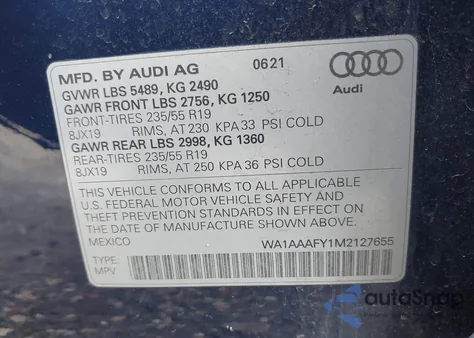 MFD. BY AUDI AG 06 21
GVWR LBS 5489, KG 2490
GAWR FRONT LBS 2756, KG 1250
FRONT-TIRES 235/55 R19
8JX19 RIMS, AT 230 KPA 33 PSI COLD
GAWR REAR LBS 2998, KG 1360
REAR-TIRES 235/55 R19
8JX19 RIMS, AT 250 KPA 36 PSI COLD
Audi
THIS VEHICLE CONFORMS TO ALL APPLICABLE
U.S. FEDERAL MOTOR VEHICLE SAFETY AND
THEFT PREVENTION STANDARDS IN EFFECT ON
THE DATE OF MANUFACTURE SHOWN ABOVE.
MEXICO WA1AAAFY1M2127655
TYPE:
MPV
autoSnap